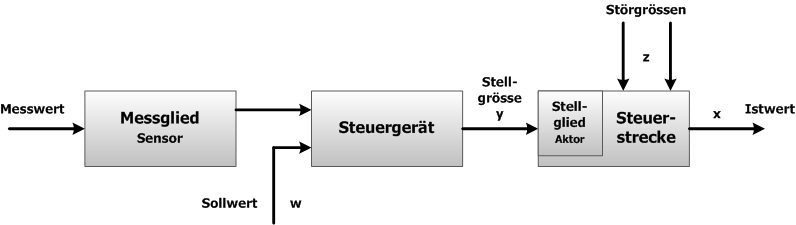 Störgrössen
z
Messwert
Messglied
Sensor
Steuergerät
Stell-
grösse
y
Stell-
glied
Aktor
Steuer-
strecke
x
Istwert
Sollwert
w